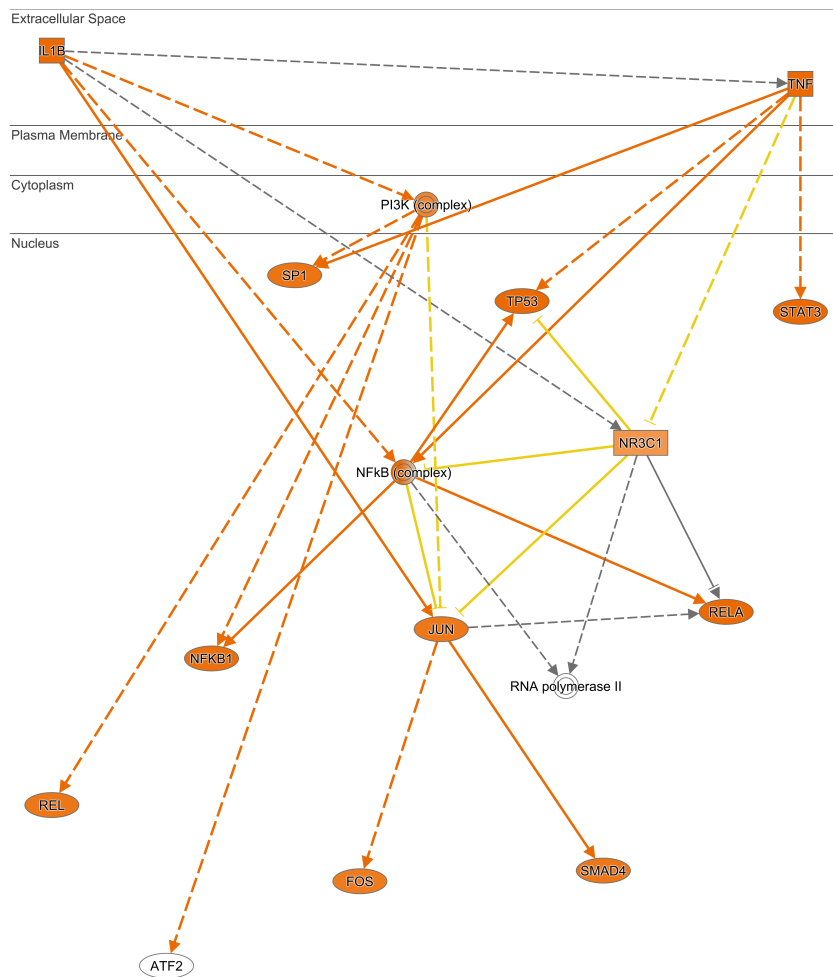 Extracellular Space
IL1B
TNF
Plasma Membrane
Cytoplasm
PI3K (complex)
Nucleus
SP1
TP53
STAT3
NR3C1
NFkB (complex)
RELA
JUN
NFKB1
RNA polymerase II
REL
SMAD4
FOS
ATF2